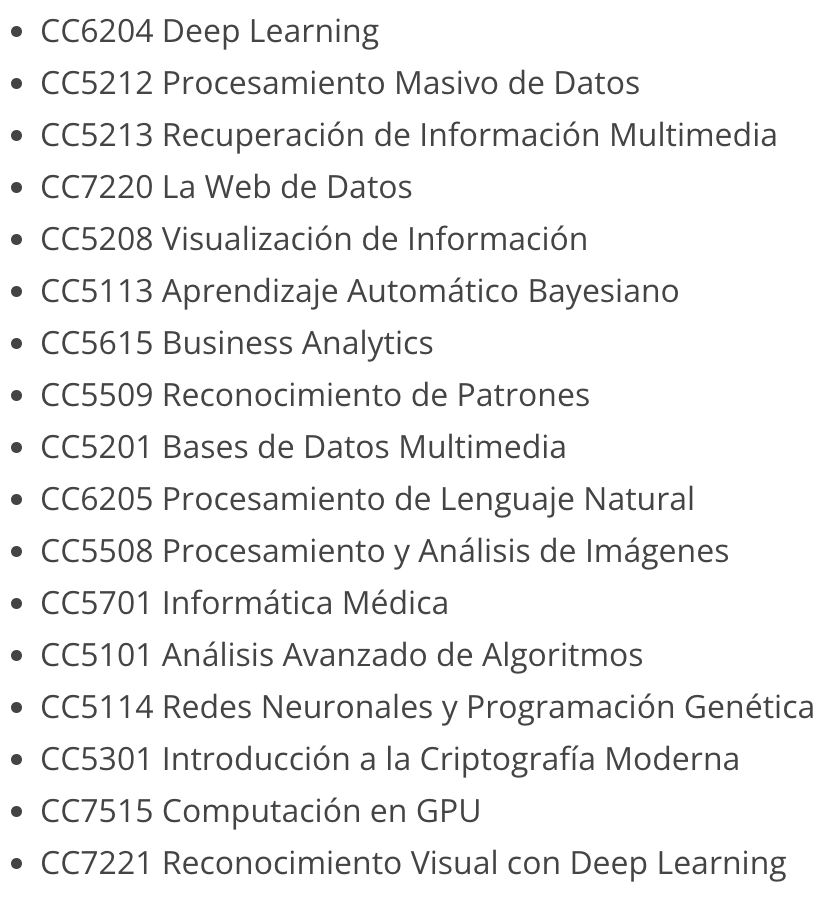 • CC6204 Deep Learning
• CC5212 Procesamiento Masivo de Datos
• CC5213 Recuperación de Información Multimedia
• CC7220 La Web de Datos
• CC5208 Visualización de Información
• CC5113 Aprendizaje Automático Bayesiano
• CC5615 Business Analytics
• CC5509 Reconocimiento de Patrones
• CC5201 Bases de Datos Multimedia
• CC6205 Procesamiento de Lenguaje Natural
• CC5508 Procesamiento y Análisis de Imágenes
• CC5701 Informática Médica
• CC5101 Análisis Avanzado de Algoritmos
• CC5114 Redes Neuronales y Programación Genética
• CC5301 Introducción a la Criptografía Moderna
• CC7515 Computación en GPU
• CC7221 Reconocimiento Visual con Deep Learning